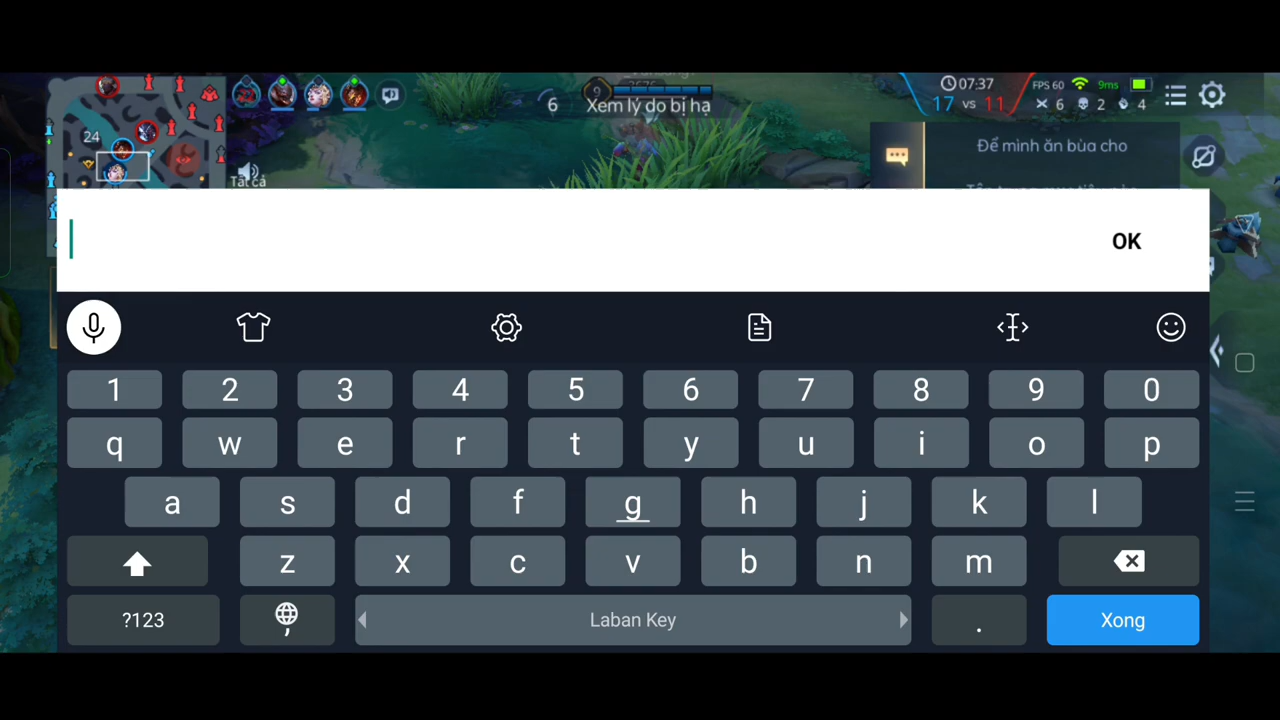 07:37
FPS 60
9ms
17 vs 11
6
2
4
9
6
Xem lý do bị hạ
24
Tất cả
Để mình ăn bùa cho
OK
1 2 3 4 5 6 7 8 9 0
q w e r t y u i o p
a s d f g h j k l
z x c v b n m
?123
,
Laban Key
.
Xong